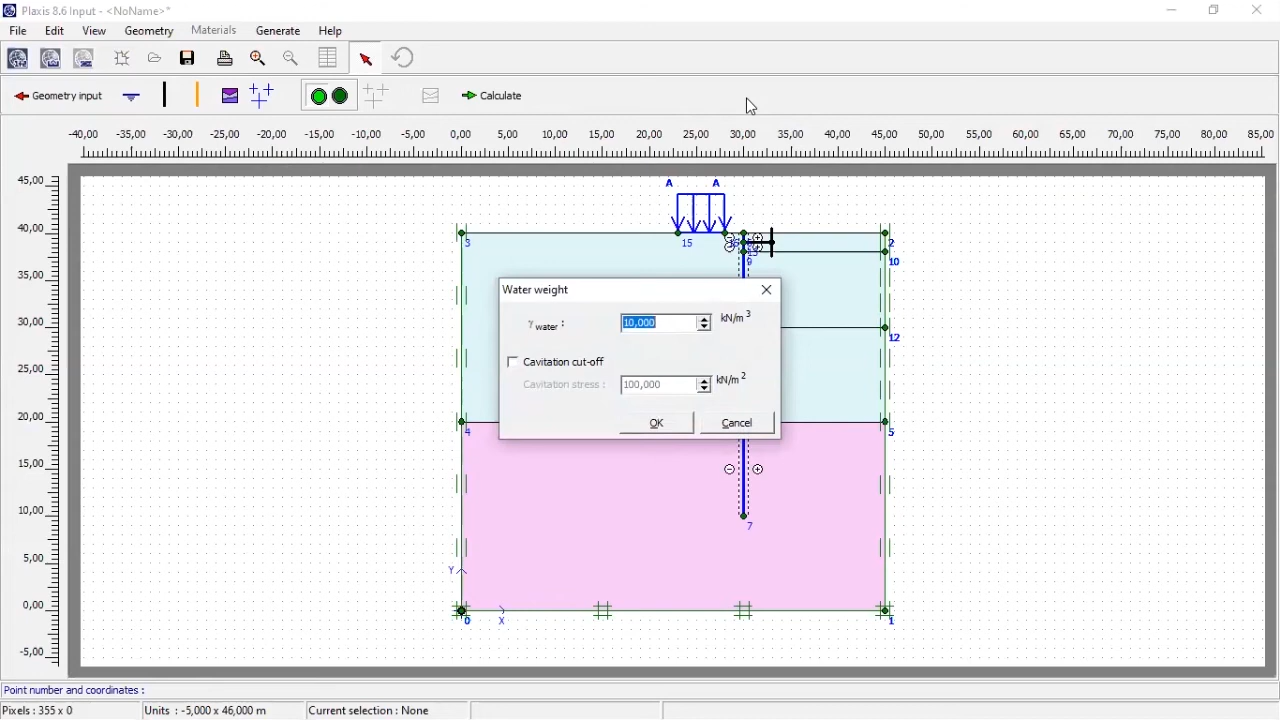 Plaxis 8.6 Input - <NoName>*
File Edit View Geometry Materials Generate Help
Geometry input Calculate
-40,00 -35,00 -30,00 -25,00 -20,00 -15,00 -10,00 -5,00 0,00 5,00 10,00 15,00 20,00 25,00 30,00 35,00 40,00 45,00 50,00 55,00 60,00 65,00 70,00 75,00 80,00 85,00
45,00
A A
40,00
3 15 2
9 10
35,00
Water weight
γ water : 10,000 kN/m 3
30,00
12
Cavitation cut-off
25,00
Cavitation stress : 100,000 kN/m 2
20,00
OK Cancel
4 5
15,00
10,00
7
5,00
Y
0,00
0 X 1
-5,00
Point number and coordinates :
Pixels : 355 x 0 Units : -5,000 x 46,000 m Current selection : None